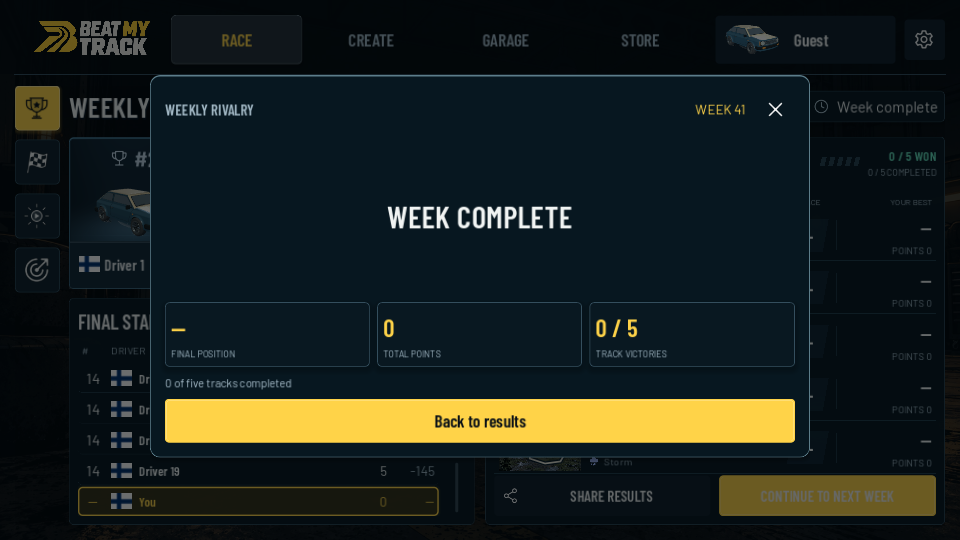 BEAT MY
TRACK
RACE
CREATE
GARAGE
STORE
Guest
WEEKLY
Week complete
WEEKLY RIVALRY
WEEK 41
WEEK COMPLETE
—
FINAL POSITION
0
TOTAL POINTS
0 / 5
TRACK VICTORIES
0 of five tracks completed
Back to results
Driver 1
FINAL STA
# DRIVER
14 Dr
14 Dr
14 Dr
14 Driver 19 5 -145
— You 0 —
0 / 5 WON
0 / 5 COMPLETED
YOUR BEST
—
POINTS 0
—
POINTS 0
—
POINTS 0
—
POINTS 0
—
POINTS 0
Storm
SHARE RESULTS
CONTINUE TO NEXT WEEK